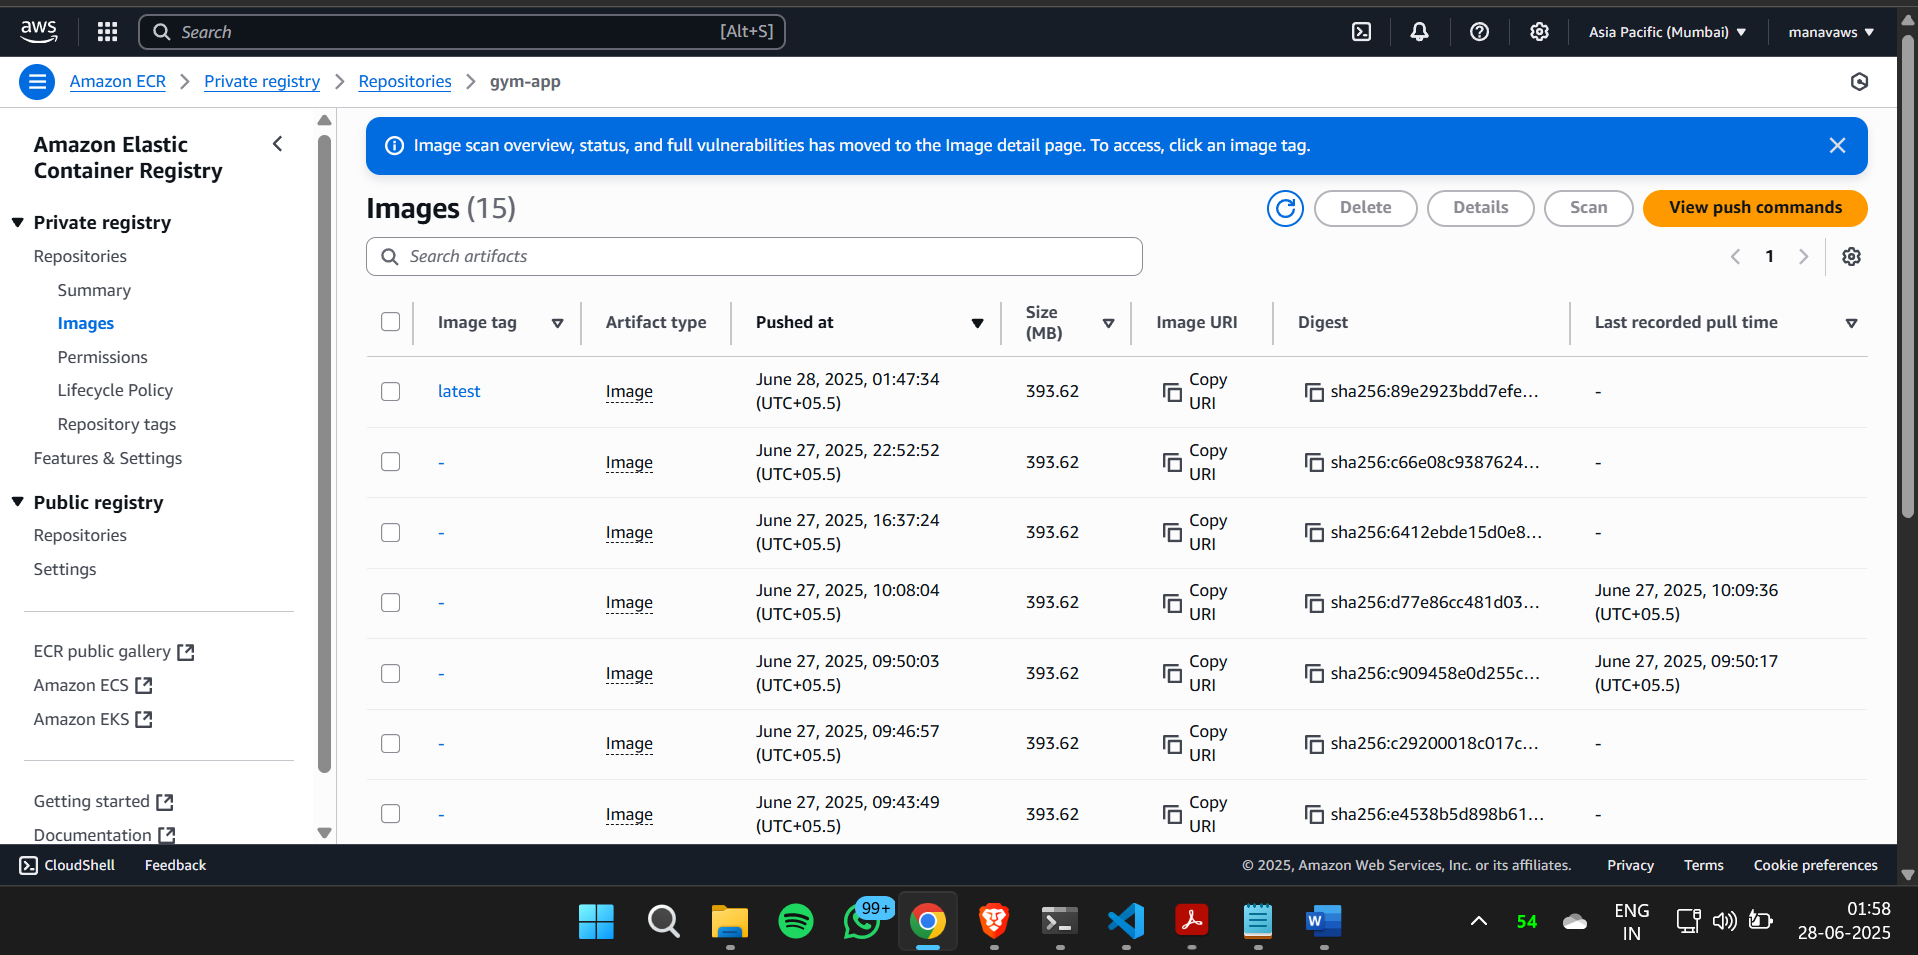 aws
Search [Alt+S]
Asia Pacific (Mumbai)
manavaws
Amazon ECR
Private registry
Repositories
gym-app
Amazon Elastic
Container Registry
Private registry
Repositories
Summary
Images
Permissions
Lifecycle Policy
Repository tags
Features & Settings
Public registry
Repositories
Settings
ECR public gallery
Amazon ECS
Amazon EKS
Getting started
Documentation
Image scan overview, status, and full vulnerabilities has moved to the Image detail page. To access, click an image tag.
Images (15)
Delete
Details
Scan
View push commands
Search artifacts
1
Image tag
Artifact type
Pushed at
Size
(MB)
Image URI
Digest
Last recorded pull time
latest
Image
June 28, 2025, 01:47:34
(UTC+05.5)
393.62
Copy
URI
sha256:89e2923bdd7efe...
-
-
Image
June 27, 2025, 22:52:52
(UTC+05.5)
393.62
Copy
URI
sha256:c66e08c9387624...
-
-
Image
June 27, 2025, 16:37:24
(UTC+05.5)
393.62
Copy
URI
sha256:6412ebde15d0e8...
-
-
Image
June 27, 2025, 10:08:04
(UTC+05.5)
393.62
Copy
URI
sha256:d77e86cc481d03...
June 27, 2025, 10:09:36
(UTC+05.5)
-
Image
June 27, 2025, 09:50:03
(UTC+05.5)
393.62
Copy
URI
sha256:c909458e0d255c...
June 27, 2025, 09:50:17
(UTC+05.5)
-
Image
June 27, 2025, 09:46:57
(UTC+05.5)
393.62
Copy
URI
sha256:c29200018c017c...
-
-
Image
June 27, 2025, 09:43:49
(UTC+05.5)
393.62
Copy
URI
sha256:e4538b5d898b61...
-
CloudShell
Feedback
© 2025, Amazon Web Services, Inc. or its affiliates.
Privacy
Terms
Cookie preferences
99+
W
54
ENG
IN
01:58
28-06-2025